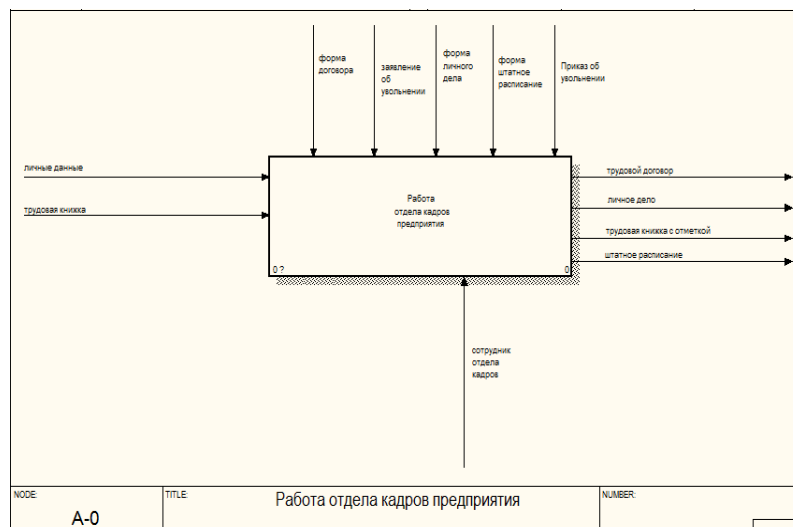 форма
договора
заявление
об
увольнении
форма
личного
дела
форма
штатное
расписание
Приказ об
увольнении
личные данные
трудовая книжка
Работа
отдела кадров
предприятия
0 ?
0
трудовой договор
личное дело
трудовая книжка с отметкой
штатное расписание
сотрудник
отдела
кадров
NODE:
A-0
TITLE:
Работа отдела кадров предприятия
NUMBER: